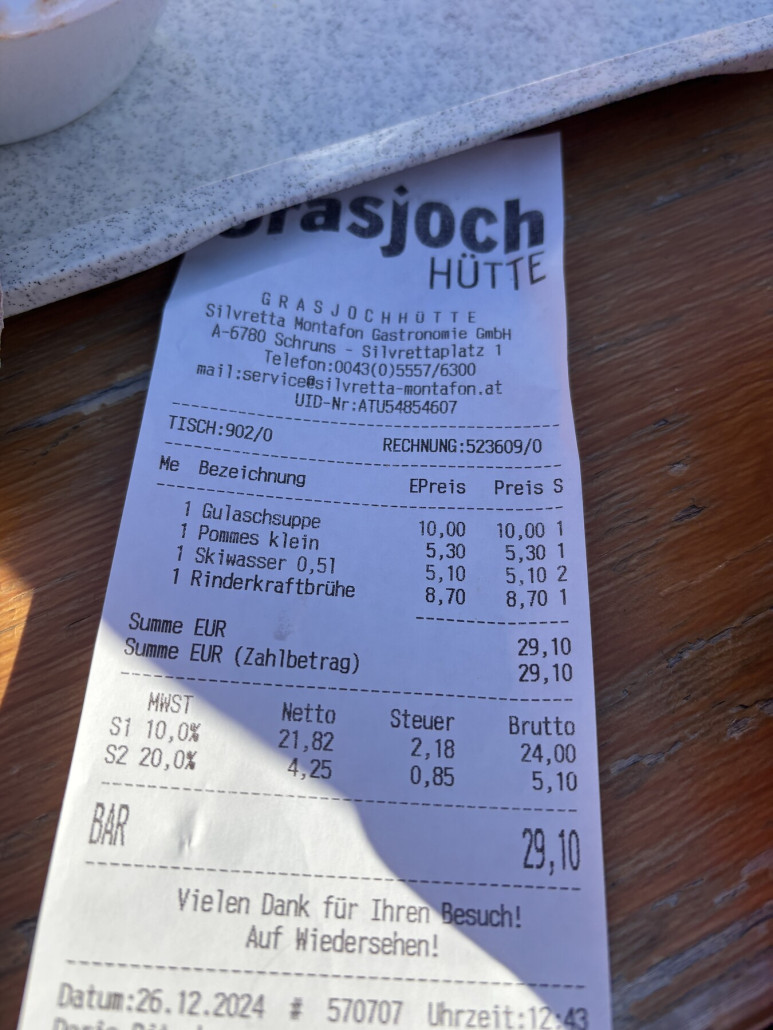 Grasjoch
HÜTTE
GRASJOCHHÜTTE
Silvretta Montafon Gastronomie GmbH
A-6780 Schruns - Silvrettaplatz 1
Telefon:0043(0)5557/6300
mail:service@silvretta-montafon.at
UID-Nr:ATU54854607
TISCH:902/0 RECHNUNG:523609/0
Me Bezeichnung EPreis Preis S
1 Gulaschsuppe 10,00 10,00 1
1 Pommes klein 5,30 5,30 1
1 Skiwasser 0,5l 5,10 5,10 2
1 Rinderkraftbrühe 8,70 8,70 1
Summe EUR 29,10
Summe EUR (Zahlbetrag) 29,10
MWST Netto Steuer Brutto
S1 10,0% 21,82 2,18 24,00
S2 20,0% 4,25 0,85 5,10
BAR 29,10
Vielen Dank für Ihren Besuch!
Auf Wiedersehen!
Datum:26.12.2024 # 570707 Uhrzeit:12:43